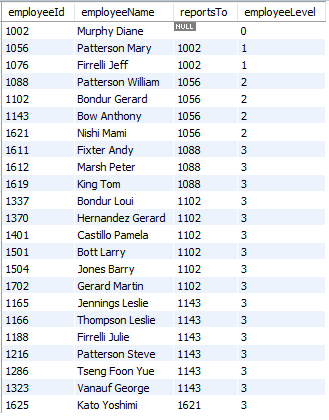 employeeId employeeName reportsTo employeeLevel
1002 Murphy Diane NULL 0
1056 Patterson Mary 1002 1
1076 Firrelli Jeff 1002 1
1088 Patterson William 1056 2
1102 Bondur Gerard 1056 2
1143 Bow Anthony 1056 2
1621 Nishi Mami 1056 2
1611 Fixter Andy 1088 3
1612 Marsh Peter 1088 3
1619 King Tom 1088 3
1337 Bondur Loui 1102 3
1370 Hernandez Gerard 1102 3
1401 Castillo Pamela 1102 3
1501 Bott Larry 1102 3
1504 Jones Barry 1102 3
1702 Gerard Martin 1102 3
1165 Jennings Leslie 1143 3
1166 Thompson Leslie 1143 3
1188 Firrelli Julie 1143 3
1216 Patterson Steve 1143 3
1286 Tseng Foon Yue 1143 3
1323 Vanauf George 1143 3
1625 Kato Yoshimi 1621 3